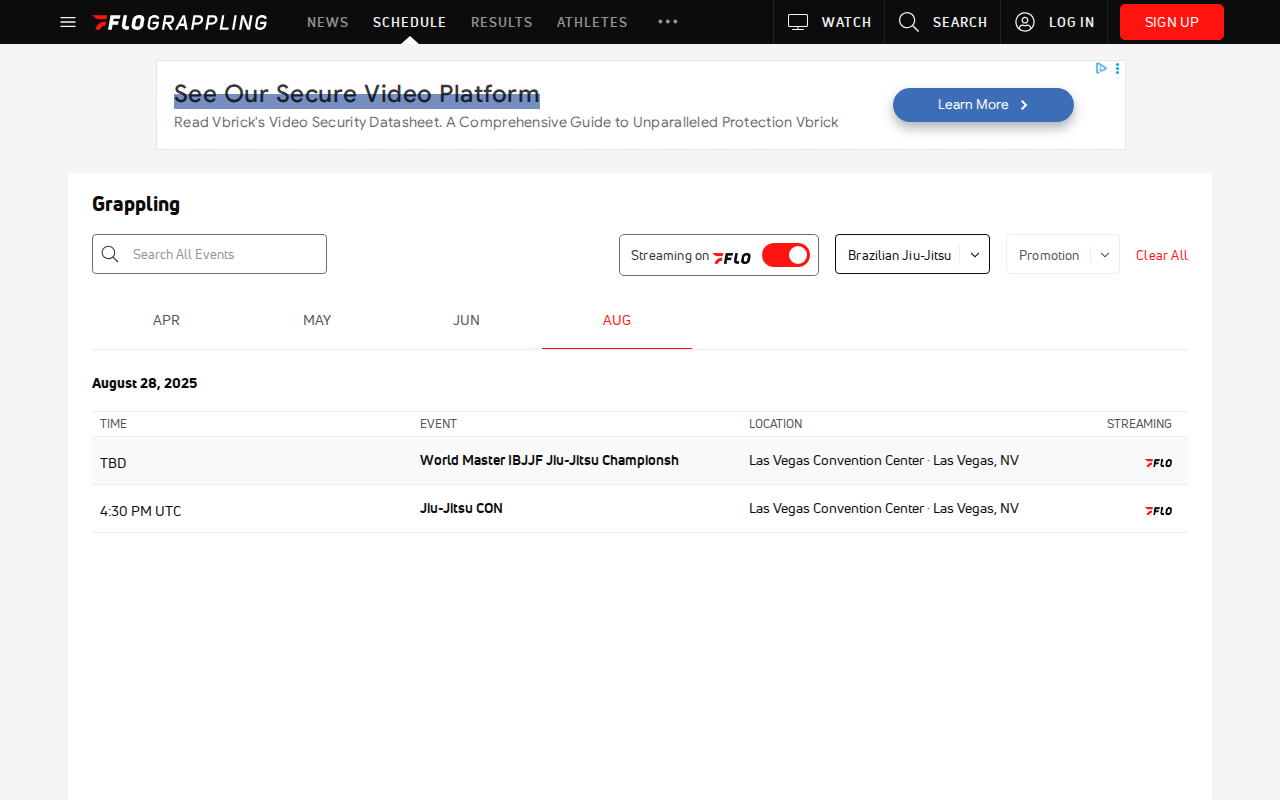 FLOGRAPPLING NEWS SCHEDULE RESULTS ATHLETES WATCH SEARCH LOG IN SIGN UP
See Our Secure Video Platform
Read Vbrick's Video Security Datasheet. A Comprehensive Guide to Unparalleled Protection Vbrick
Learn More
Grappling
Search All Events
Streaming on FLO
Brazilian Jiu-Jitsu
Promotion
Clear All
APR MAY JUN AUG
August 28, 2025
TIME EVENT LOCATION STREAMING
TBD World Master IBJJF Jiu-Jitsu Championsh Las Vegas Convention Center · Las Vegas, NV FLO
4:30 PM UTC Jiu-Jitsu CON Las Vegas Convention Center · Las Vegas, NV FLO